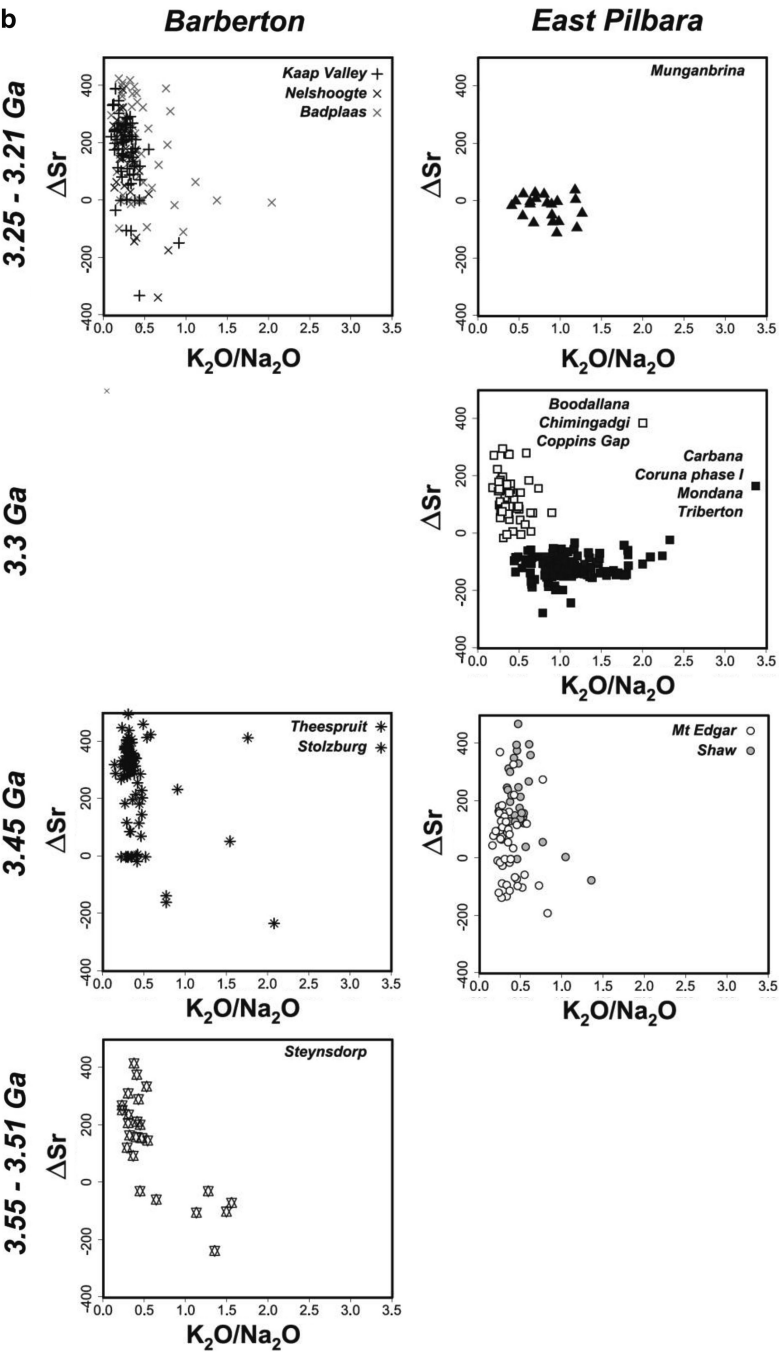 b
Barberton
East Pilbara
3.25 - 3.21 Ga
ΔSr
400
200
0
-200
-400
Kaap Valley
Nelshoogte
Badplaas
0.0 0.5 1.0 1.5 2.0 2.5 3.0 3.5
K2O/Na2O
ΔSr
400
200
0
-200
-400
Munganbrina
0.0 0.5 1.0 1.5 2.0 2.5 3.0 3.5
K2O/Na2O
3.3 Ga
ΔSr
400
200
0
-200
-400
Boodallana
Chimingadgi
Coppins Gap
Carbana
Coruna phase I
Mondana
Triberton
0.0 0.5 1.0 1.5 2.0 2.5 3.0 3.5
K2O/Na2O
3.45 Ga
ΔSr
400
200
0
-200
-400
Theespruit
Stolzburg
0.0 0.5 1.0 1.5 2.0 2.5 3.0 3.5
K2O/Na2O
ΔSr
400
200
0
-200
-400
Mt Edgar
Shaw
0.0 0.5 1.0 1.5 2.0 2.5 3.0 3.5
K2O/Na2O
3.55 - 3.51 Ga
ΔSr
400
200
0
-200
-400
Steynsdorp
0.0 0.5 1.0 1.5 2.0 2.5 3.0 3.5
K2O/Na2O